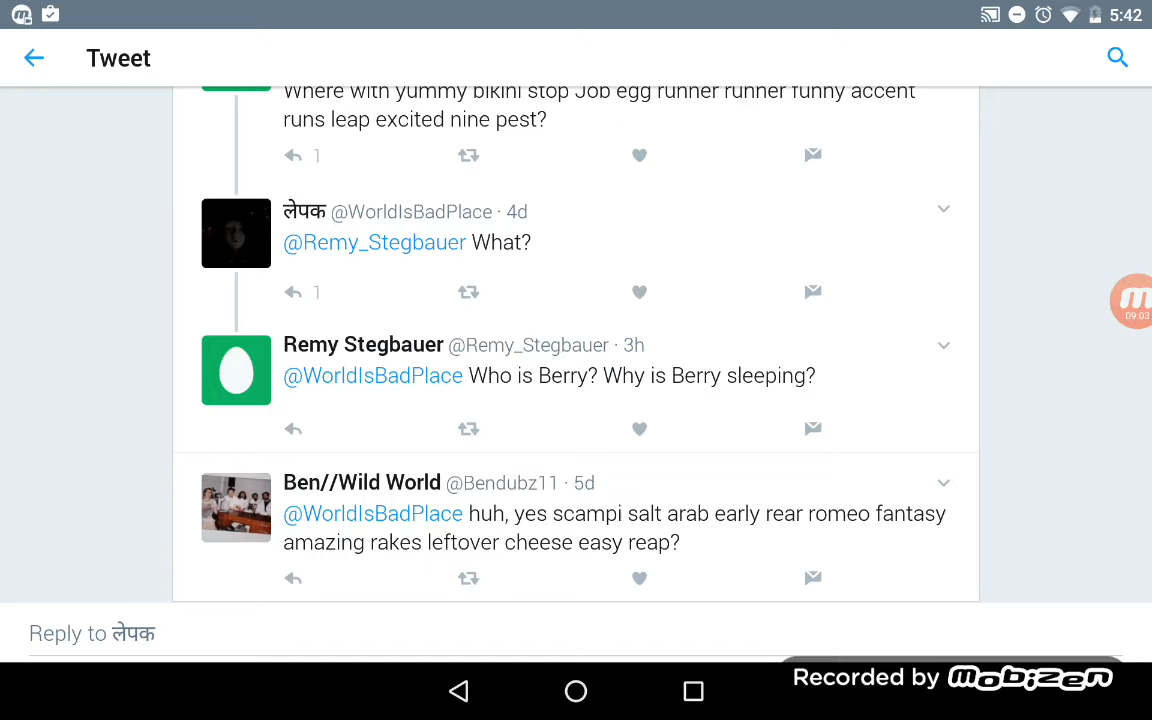 5:42
Tweet
Where with yummy bikini stop Job egg runner runner funny accent
runs leap excited nine pest?
1
लेपक @WorldIsBadPlace · 4d
@Remy_Stegbauer What?
1
Remy Stegbauer @Remy_Stegbauer · 3h
@WorldIsBadPlace Who is Berry? Why is Berry sleeping?
Ben//Wild World @Bendubz11 · 5d
@WorldIsBadPlace huh, yes scampi salt arab early rear romeo fantasy
amazing rakes leftover cheese easy reap?
09:03
Reply to लेपक
Recorded by mobizen